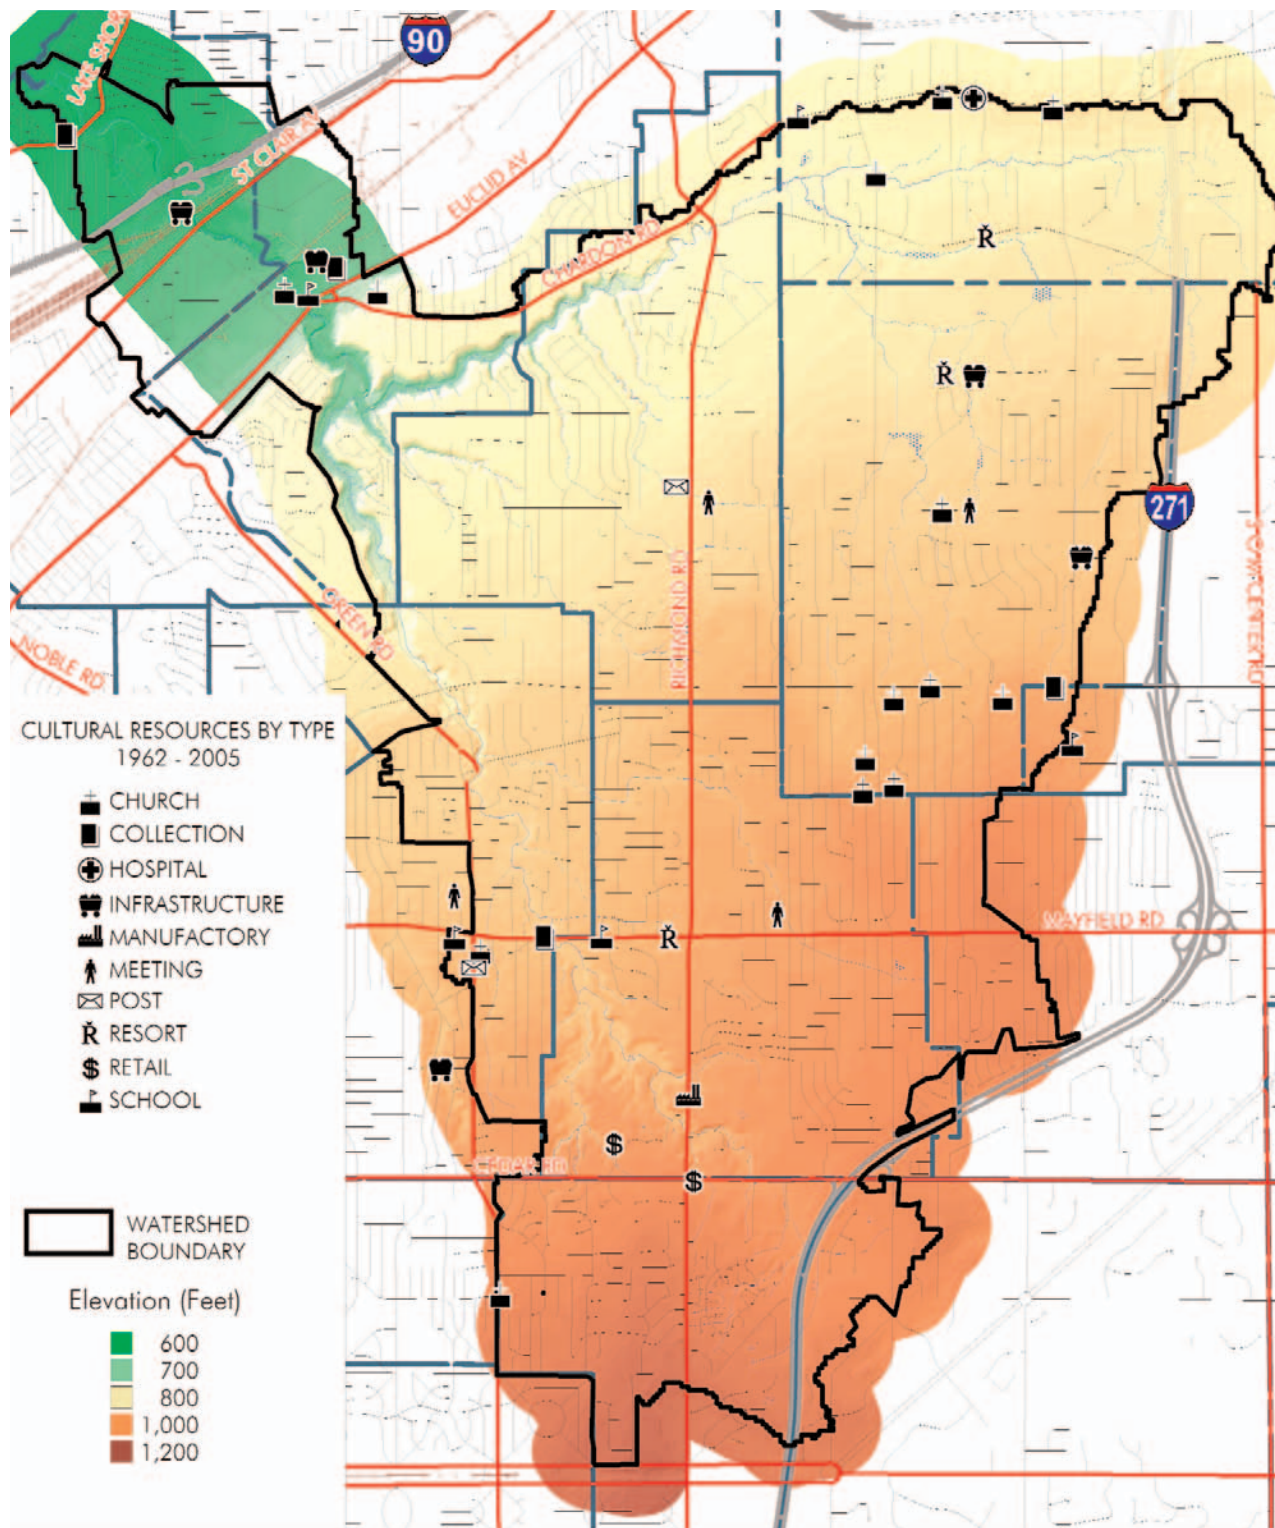 90
LAKE SHOR
ST CLAIR AV
EUCLID AV
CHARDON RD
271
RICHMOND RD
GREEN RD
NOBLE RD
SOM CENTER RD
MAYFIELD RD
CEDAR RD
CULTURAL RESOURCES BY TYPE
1962 - 2005
CHURCH
COLLECTION
HOSPITAL
INFRASTRUCTURE
MANUFACTORY
MEETING
POST
Ř RESORT
$ RETAIL
SCHOOL
WATERSHED
BOUNDARY
Elevation (Feet)
600
700
800
1,000
1,200
Ř
Ř
Ř
$
$